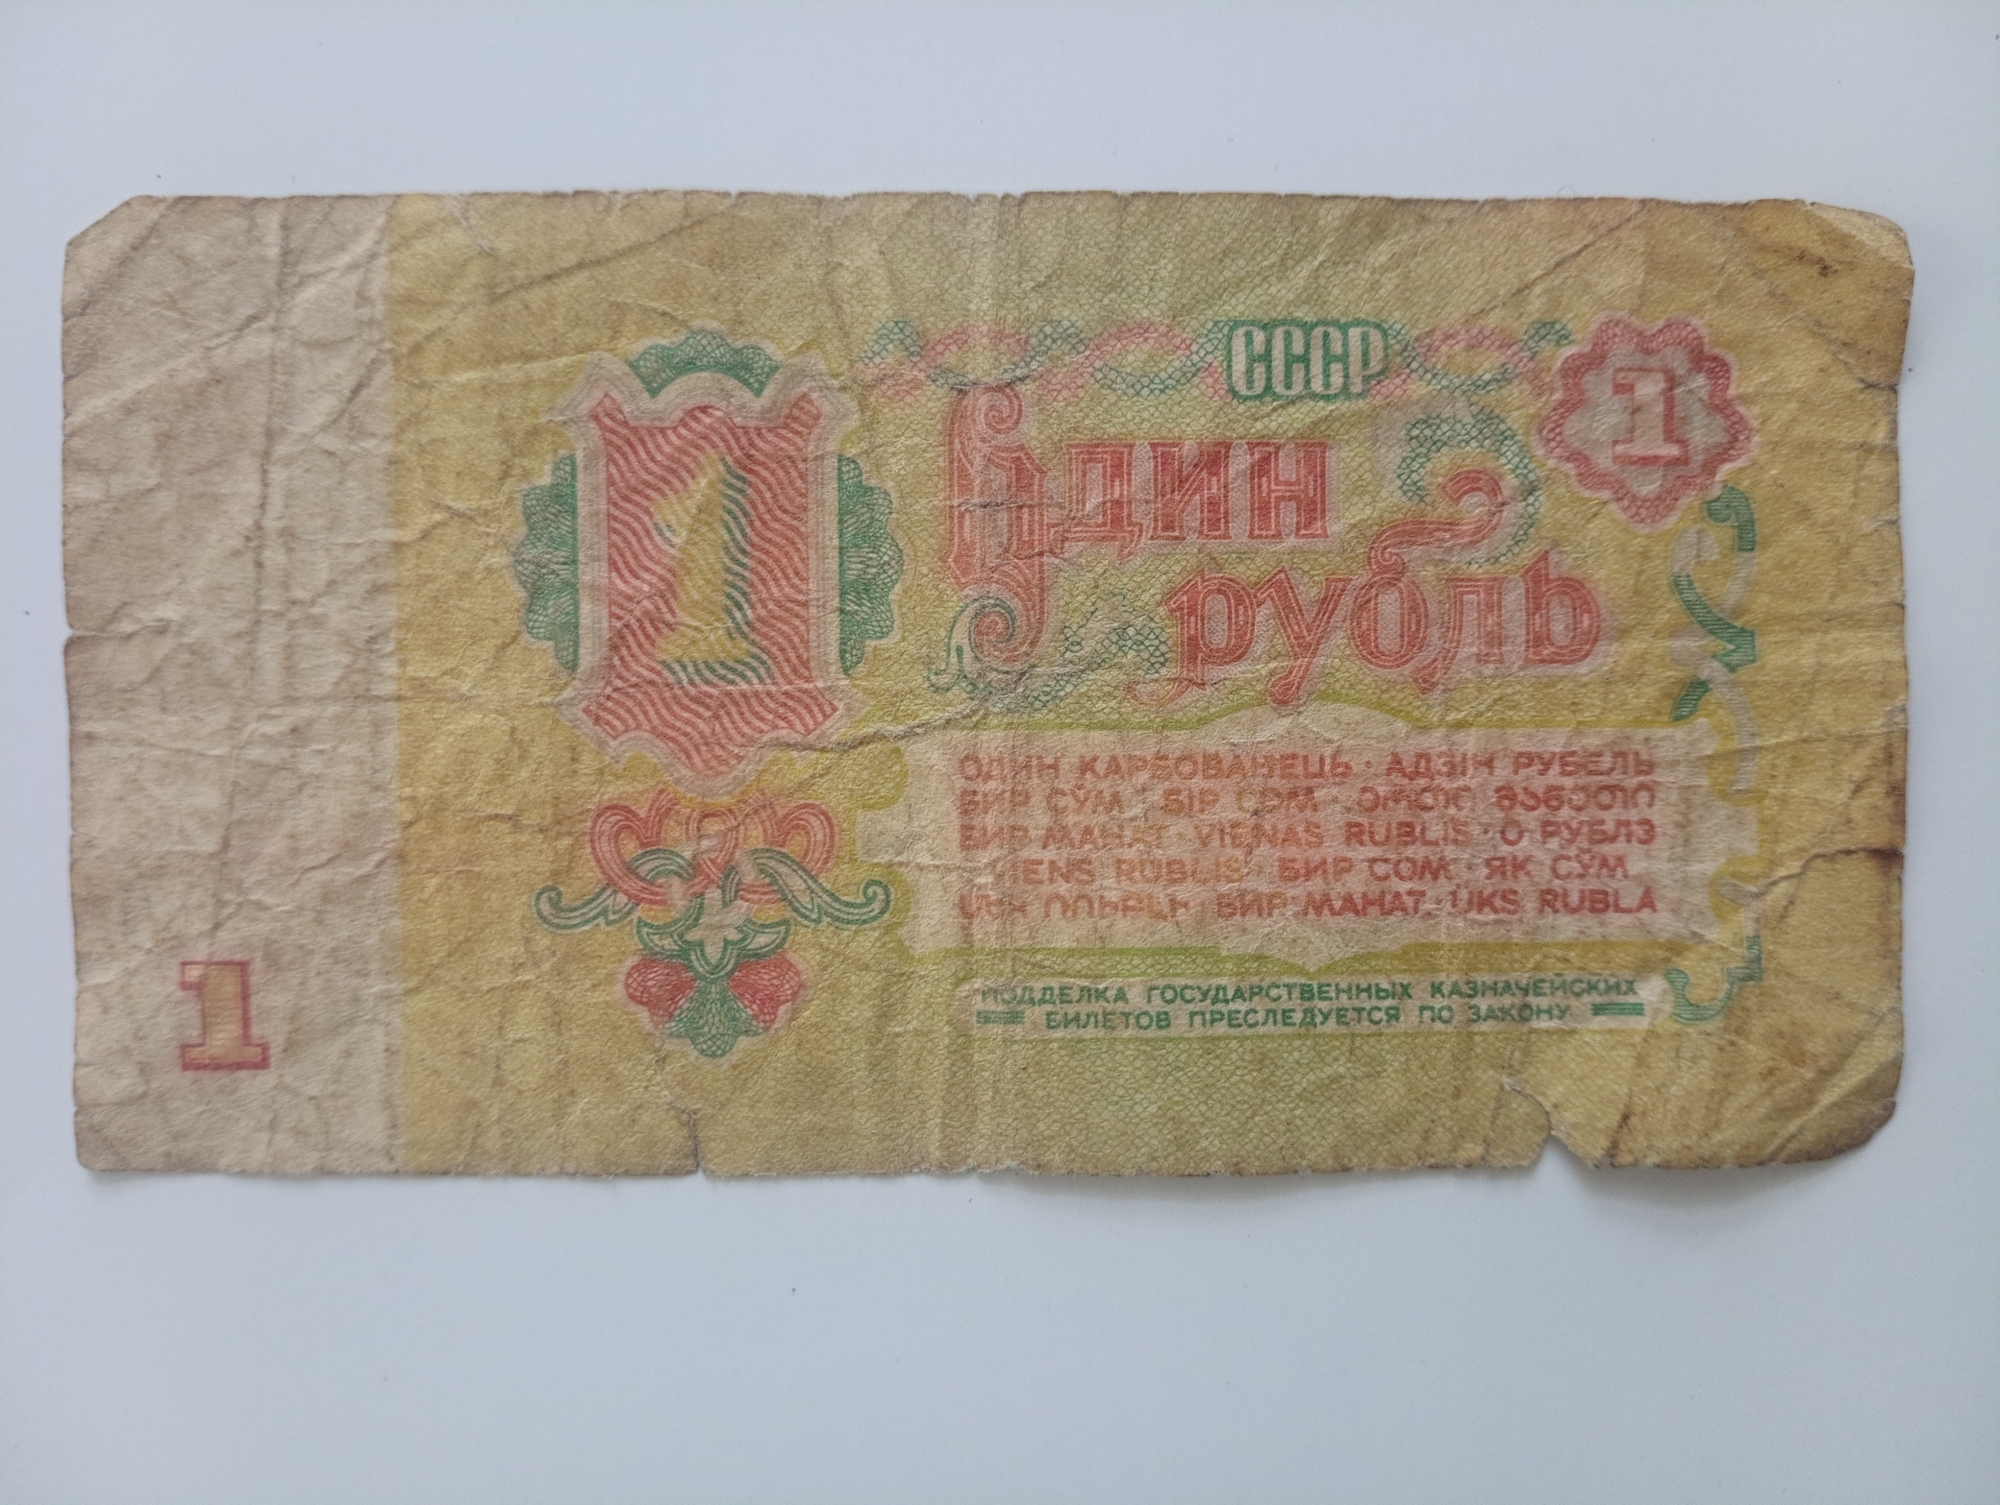 СССР
1
1
Один
рубль
ОДИН КАРБОВАНЕЦЬ · АДЗІН РУБЕЛЬ
БИР СЎМ · БІР СОМ · ერთი მანეთი
БИР МАНАТ · VIENAS RUBLIS · О РУБЛЭ
VIENS RUBLIS · БИР СОМ · ЯК СЎМ
ՄԵԿ ՌՈՒԲԼԻ · БИР МАНАТ · ÜKS RUBLA
ПОДДЕЛКА ГОСУДАРСТВЕННЫХ КАЗНАЧЕЙСКИХ
БИЛЕТОВ ПРЕСЛЕДУЕТСЯ ПО ЗАКОНУ
1